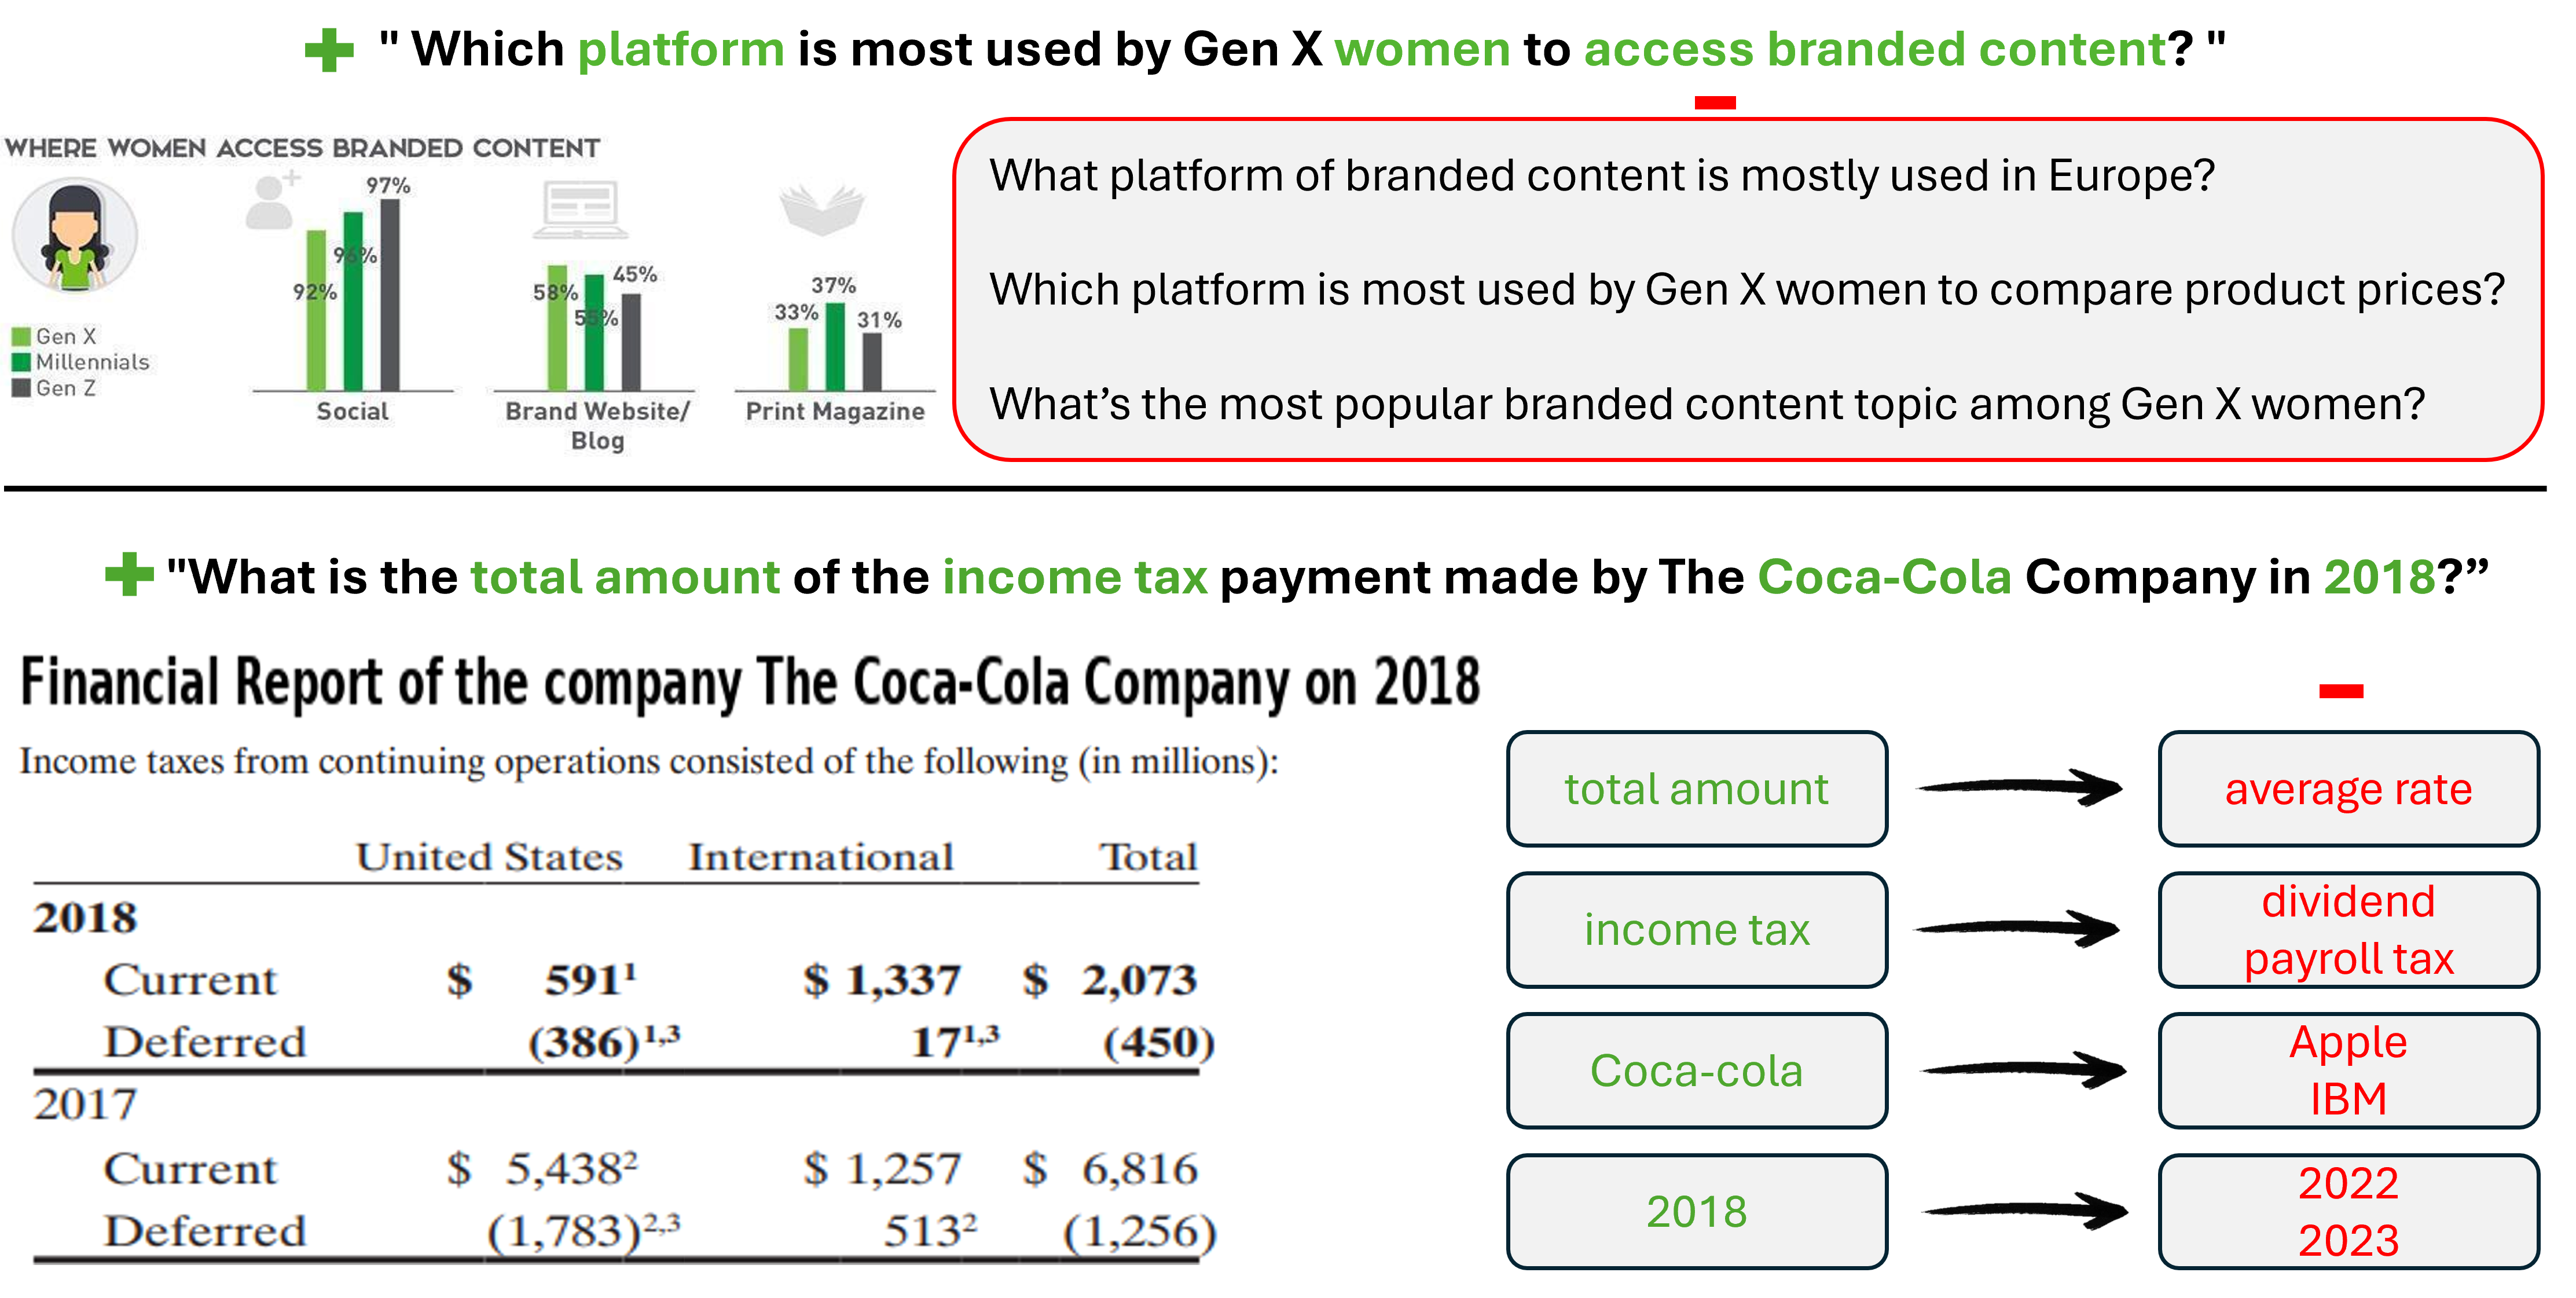 " Which platform is most used by Gen X women to access branded content? "
WHERE WOMEN ACCESS BRANDED CONTENT
Gen X
Millennials
Gen Z
92%
96%
97%
Social
58%
55%
45%
Brand Website/
Blog
33%
37%
31%
Print Magazine
What platform of branded content is mostly used in Europe?
Which platform is most used by Gen X women to compare product prices?
What’s the most popular branded content topic among Gen X women?
"What is the total amount of the income tax payment made by The Coca-Cola Company in 2018?”
Financial Report of the company The Coca-Cola Company on 2018
Income taxes from continuing operations consisted of the following (in millions):
United States International Total
2018
Current $ 591¹ $ 1,337 $ 2,073
Deferred (386)¹,³ 17¹,³ (450)
2017
Current $ 5,438² $ 1,257 $ 6,816
Deferred (1,783)²,³ 513² (1,256)
total amount
average rate
income tax
dividend
payroll tax
Coca-cola
Apple
IBM
2018
2022
2023